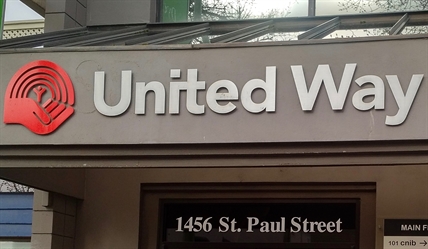 United Way
1456 St. Paul Street
MAIN F
101 cnib →